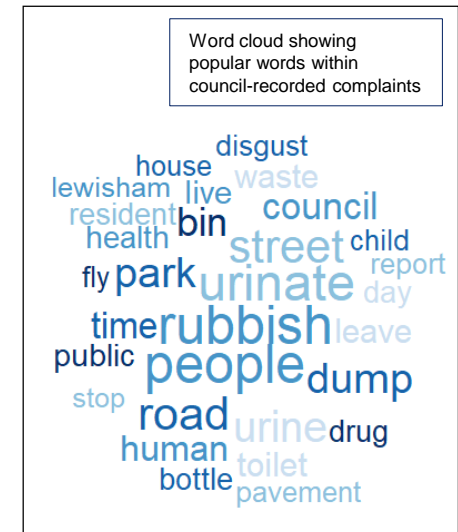 Word cloud showing
popular words within
council-recorded complaints
disgust
house waste
lewisham live
resident bin council
health street child
fly park urinate report
day
time rubbish leave
public people dump
stop
road urine drug
human toilet
bottle pavement